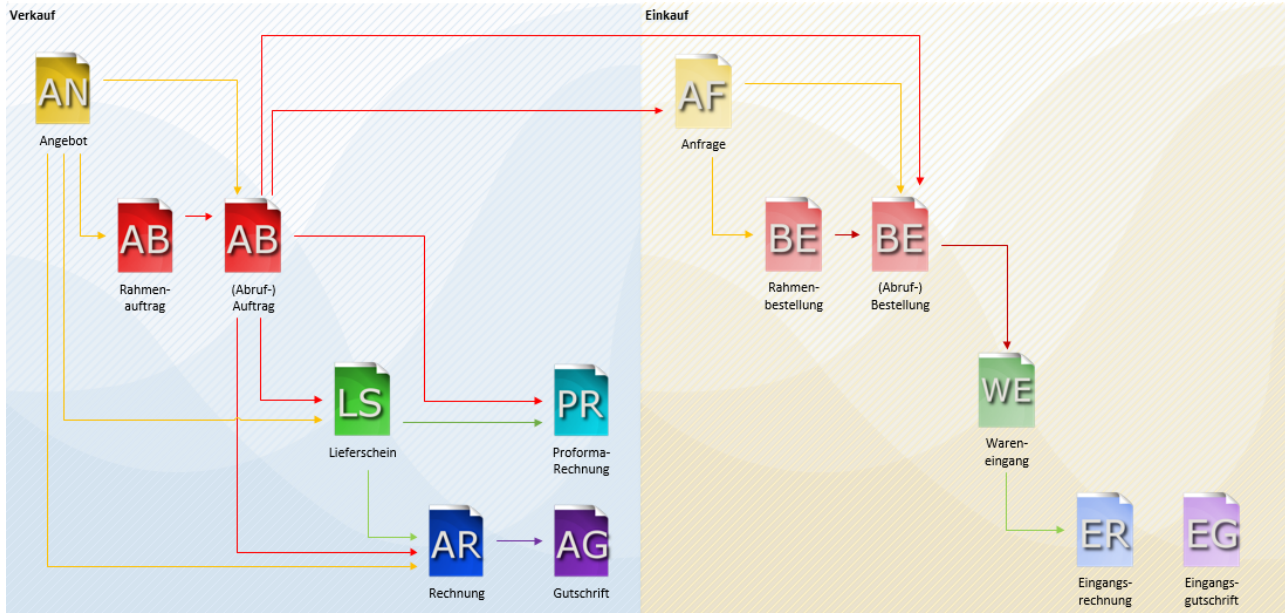 Verkauf
Einkauf
AN
Angebot
AF
Anfrage
AB
Rahmen-
auftrag
AB
(Abruf-)
Auftrag
BE
Rahmen-
bestellung
BE
(Abruf-)
Bestellung
LS
Lieferschein
PR
Proforma-
Rechnung
WE
Waren-
eingang
AR
Rechnung
AG
Gutschrift
ER
Eingangs-
rechnung
EG
Eingangs-
gutschrift